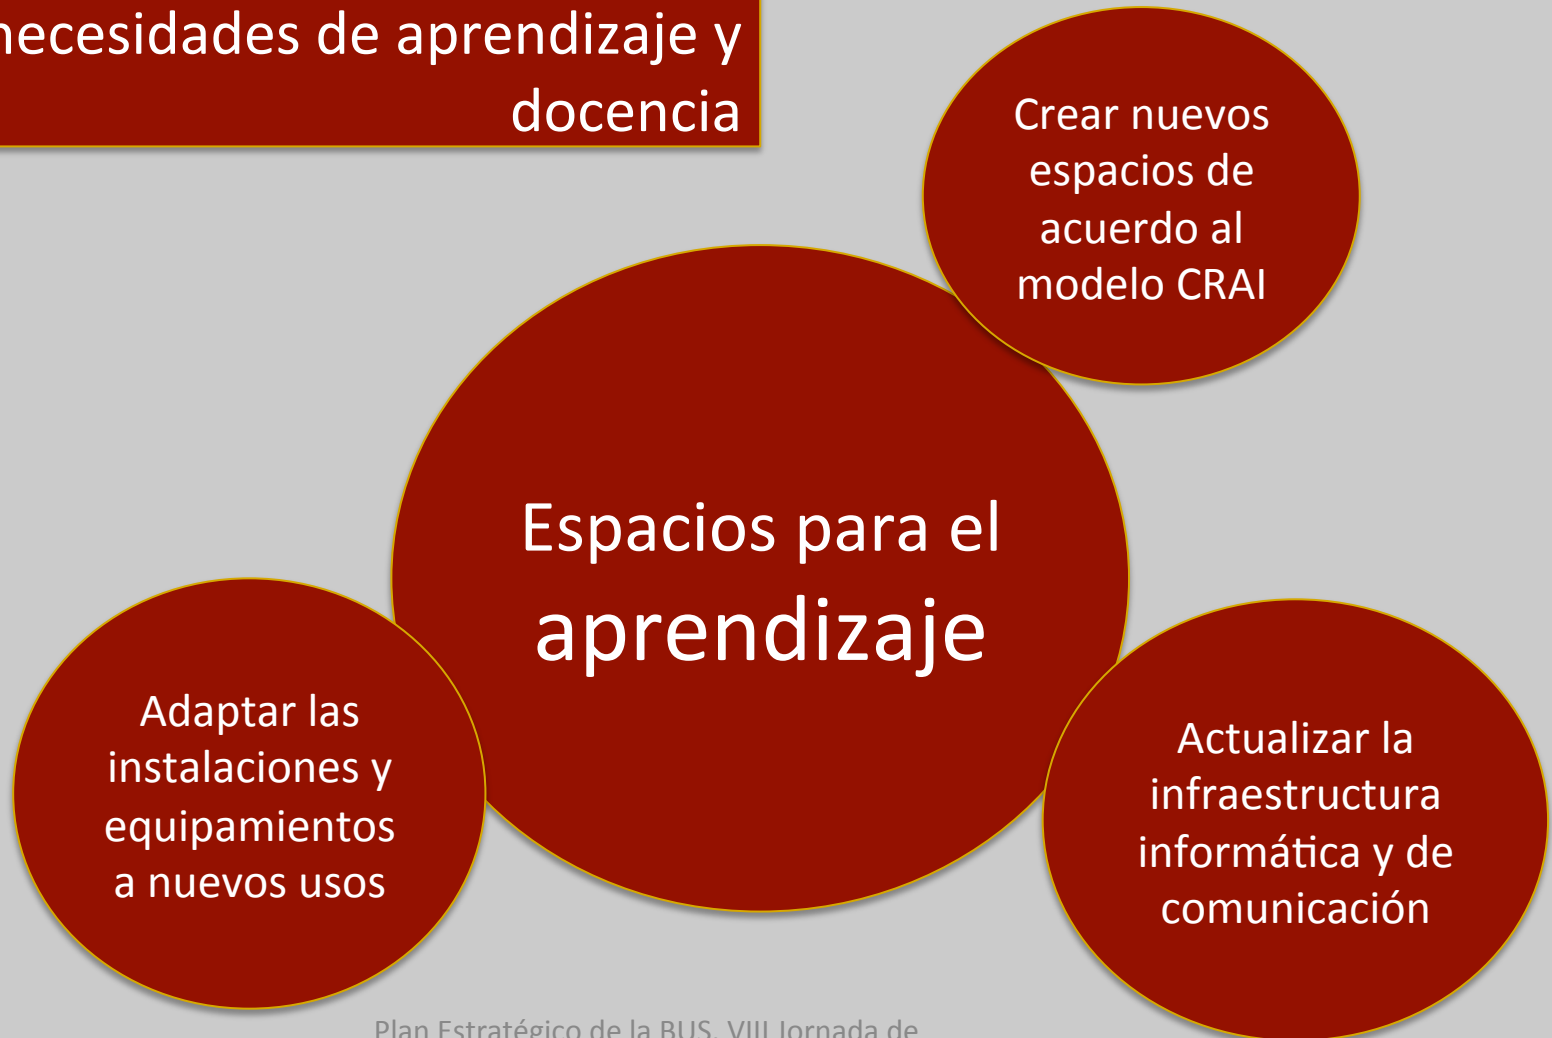 necesidades de aprendizaje y
docencia
Crear nuevos
espacios de
acuerdo al
modelo CRAI
Espacios para el
aprendizaje
Adaptar las
instalaciones y
equipamientos
a nuevos usos
Actualizar la
infraestructura
informática y de
comunicación
Plan Estratégico de la BUS. VIII Jornada de